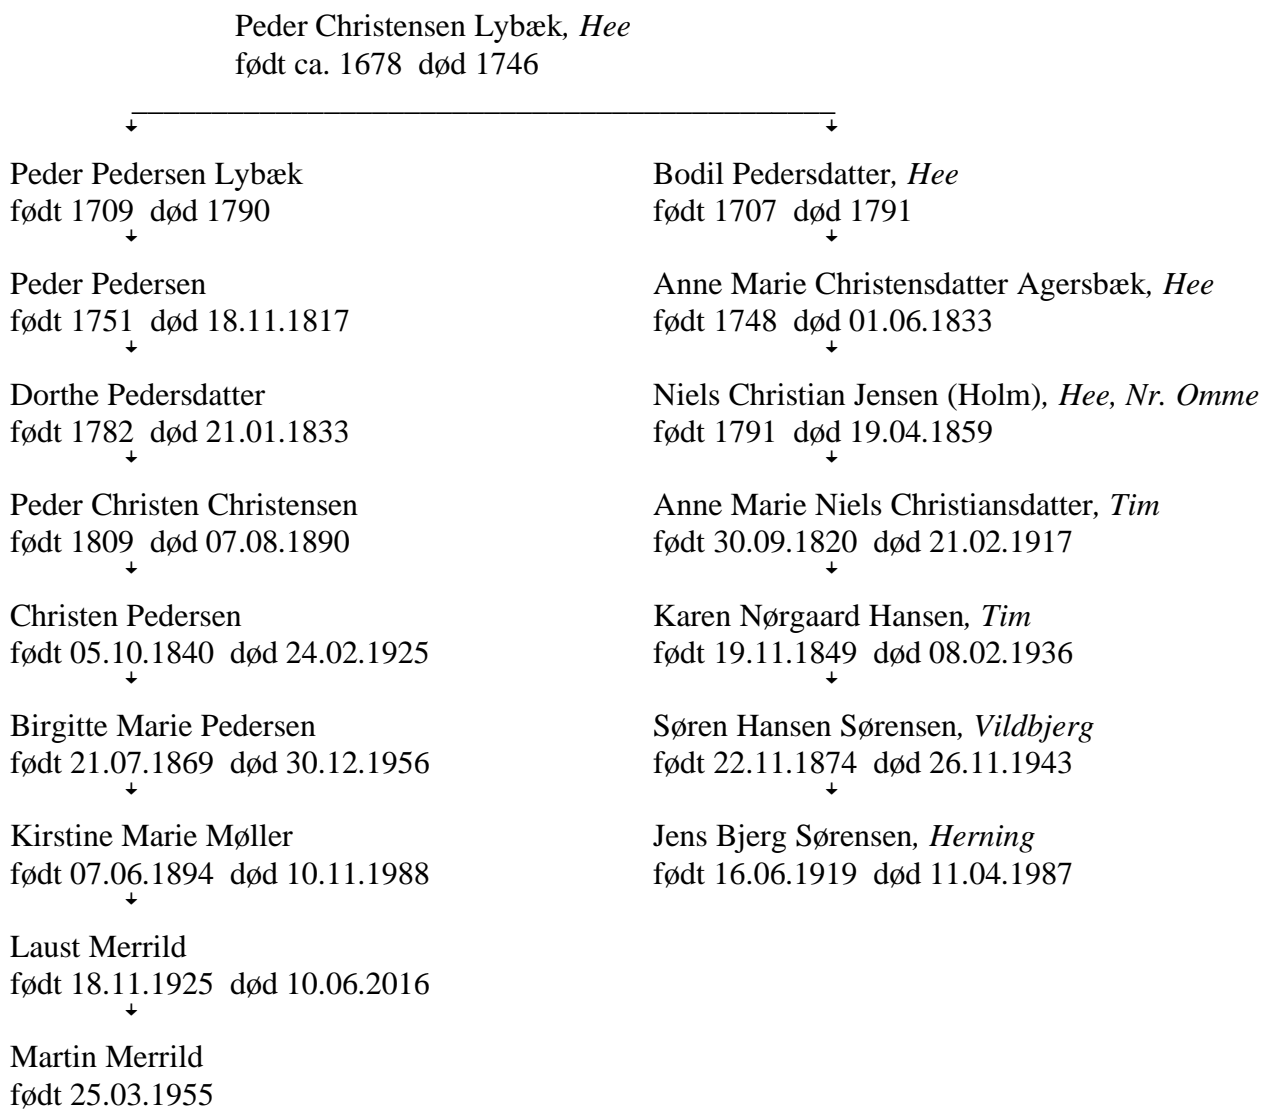 Peder Christensen Lybæk, Hee
født ca. 1678  død 1746
Peder Pedersen Lybæk
født 1709  død 1790
Peder Pedersen
født 1751  død 18.11.1817
Dorthe Pedersdatter
født 1782  død 21.01.1833
Peder Christen Christensen
født 1809  død 07.08.1890
Christen Pedersen
født 05.10.1840  død 24.02.1925
Birgitte Marie Pedersen
født 21.07.1869  død 30.12.1956
Kirstine Marie Møller
født 07.06.1894  død 10.11.1988
Laust Merrild
født 18.11.1925  død 10.06.2016
Martin Merrild
født 25.03.1955
Bodil Pedersdatter, Hee
født 1707  død 1791
Anne Marie Christensdatter Agersbæk, Hee
født 1748  død 01.06.1833
Niels Christian Jensen (Holm), Hee, Nr. Omme
født 1791  død 19.04.1859
Anne Marie Niels Christiansdatter, Tim
født 30.09.1820  død 21.02.1917
Karen Nørgaard Hansen, Tim
født 19.11.1849  død 08.02.1936
Søren Hansen Sørensen, Vildbjerg
født 22.11.1874  død 26.11.1943
Jens Bjerg Sørensen, Herning
født 16.06.1919  død 11.04.1987